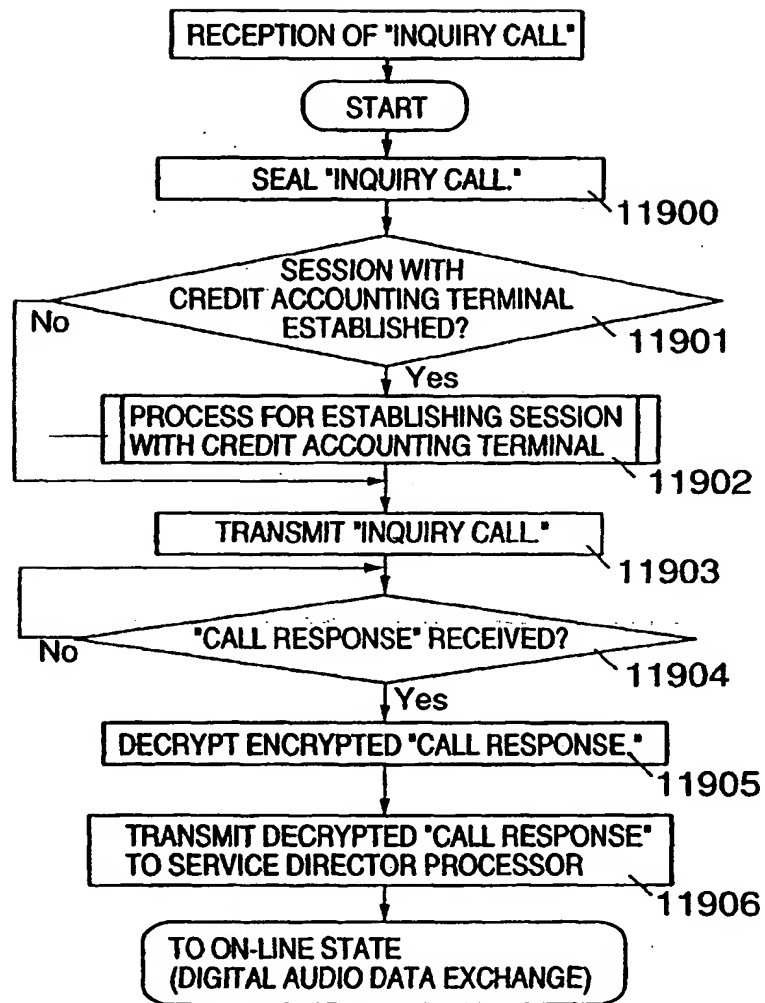 RECEPTION OF "INQUIRY CALL"
START
SEAL "INQUIRY CALL."
11900
SESSION WITH
CREDIT ACCOUNTING TERMINAL
ESTABLISHED?
No
11901
Yes
PROCESS FOR ESTABLISHING SESSION
WITH CREDIT ACCOUNTING TERMINAL
11902
TRANSMIT "INQUIRY CALL."
11903
"CALL RESPONSE" RECEIVED?
No
11904
Yes
DECRYPT ENCRYPTED "CALL RESPONSE."
11905
TRANSMIT DECRYPTED "CALL RESPONSE"
TO SERVICE DIRECTOR PROCESSOR
11906
TO ON-LINE STATE
(DIGITAL AUDIO DATA EXCHANGE)